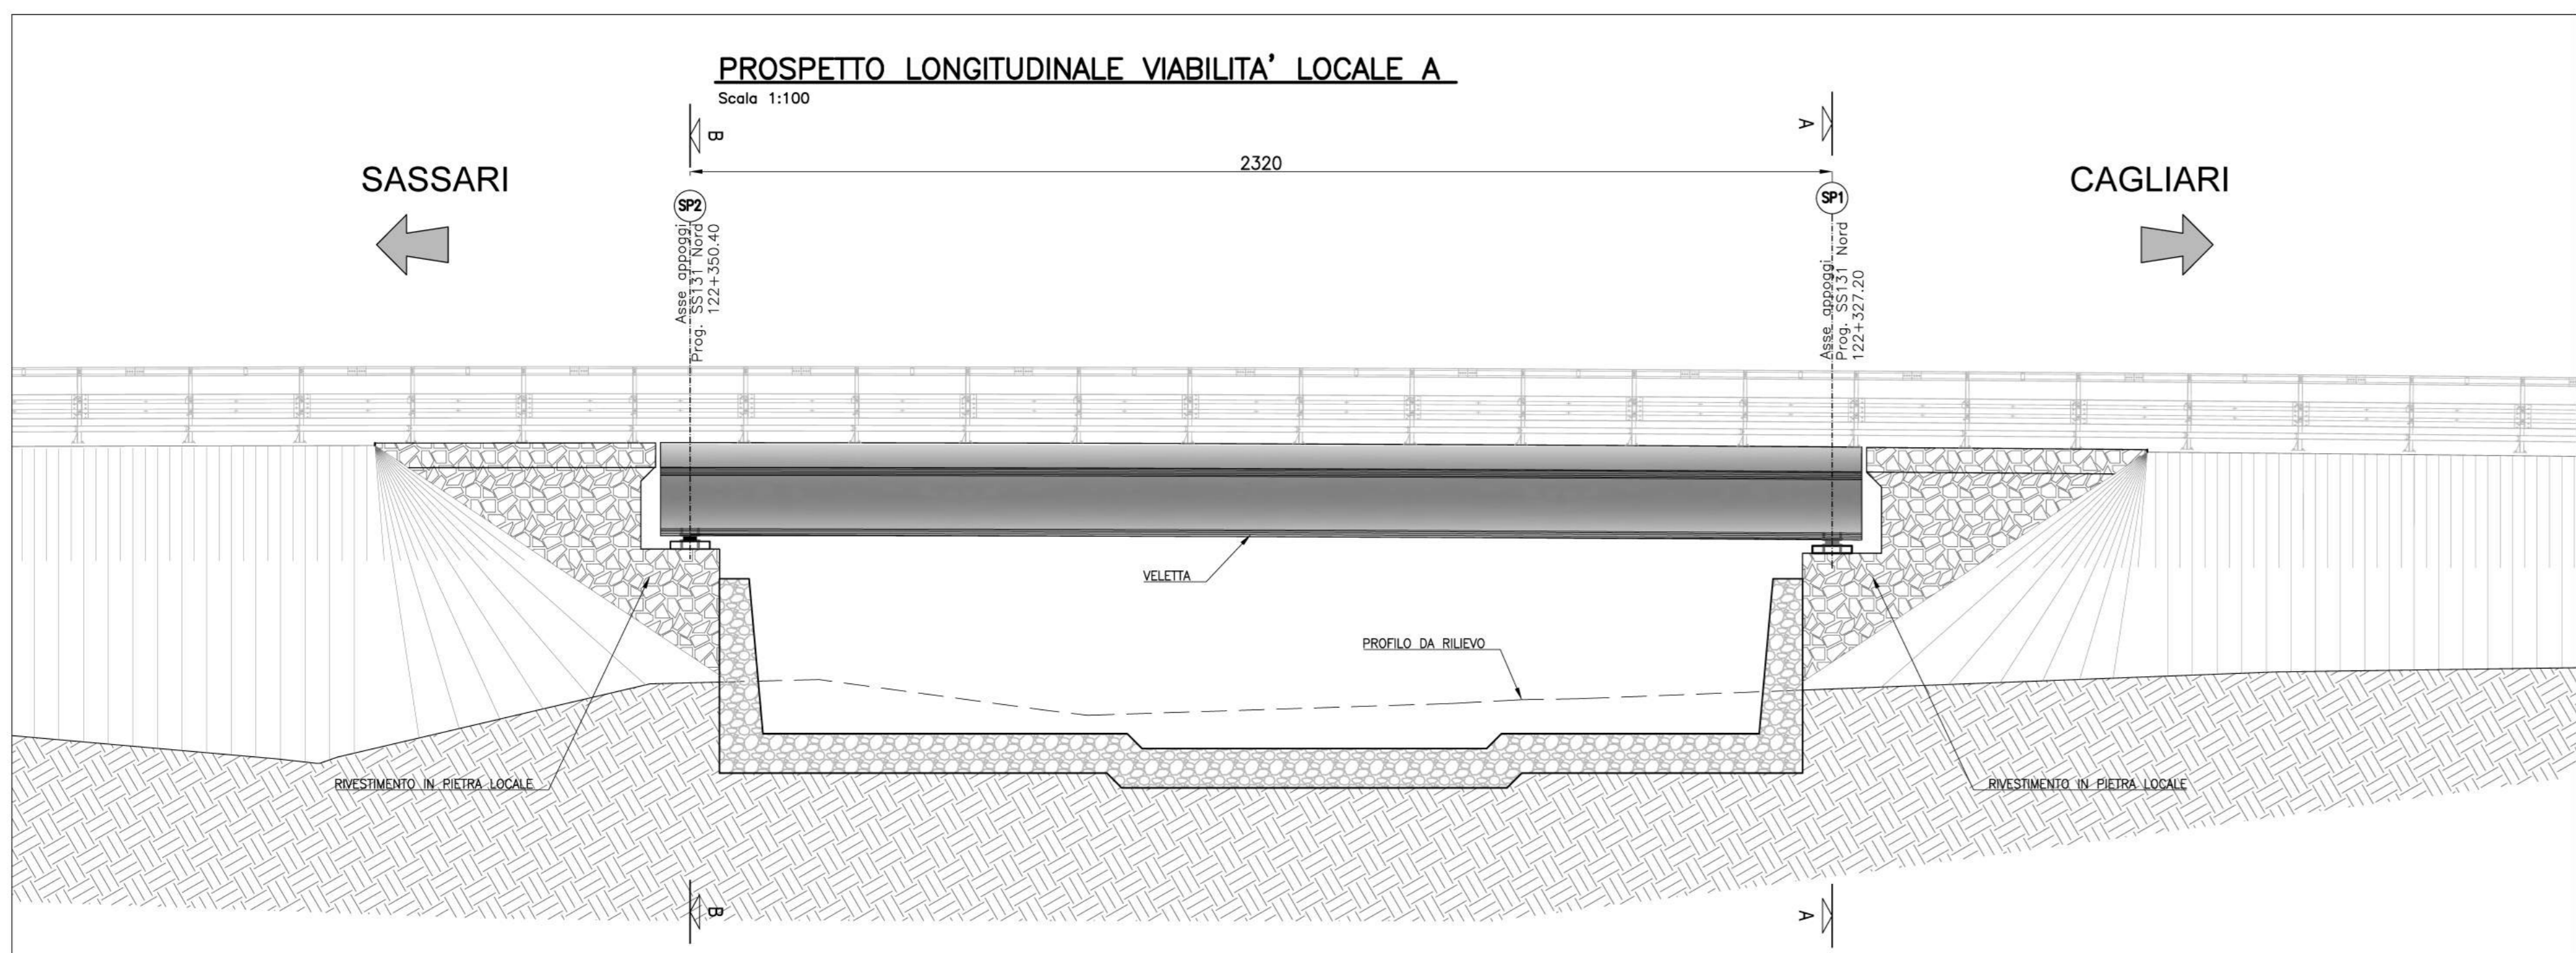 PROSPETTO LONGITUDINALE VIABILITA' LOCALE A
Scala 1:100
B
A
2320
SASSARI
CAGLIARI
SP2
SP1
Asse appoggi
Prog. SS131 Nord
122+350.40
Asse appoggi
Prog. SS131 Nord
122+327.20
VELETTA
PROFILO DA RILIEVO
RIVESTIMENTO IN PIETRA LOCALE
RIVESTIMENTO IN PIETRA LOCALE
B
A